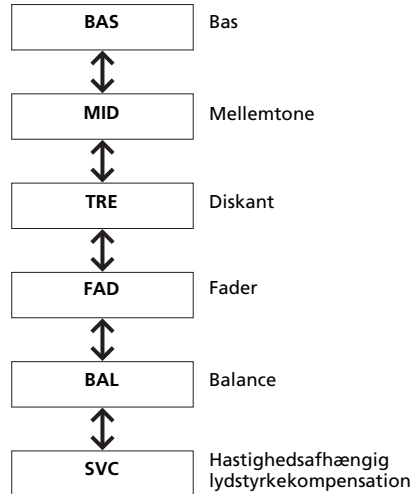 BAS Bas
MID Mellemtone
TRE Diskant
FAD Fader
BAL Balance
SVC Hastighedsafhængig
lydstyrkekompensation